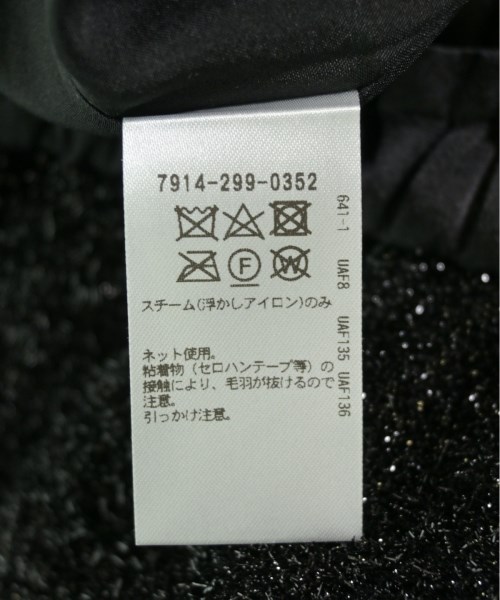 7914-299-0352
F W
スチーム(浮かしアイロン)のみ
ネット使用。
粘着物(セロハンテープ等)の
接触により、毛羽が抜けるので
注意。
引っかけ注意。
641-1 UAF8 UAF135 UAF136